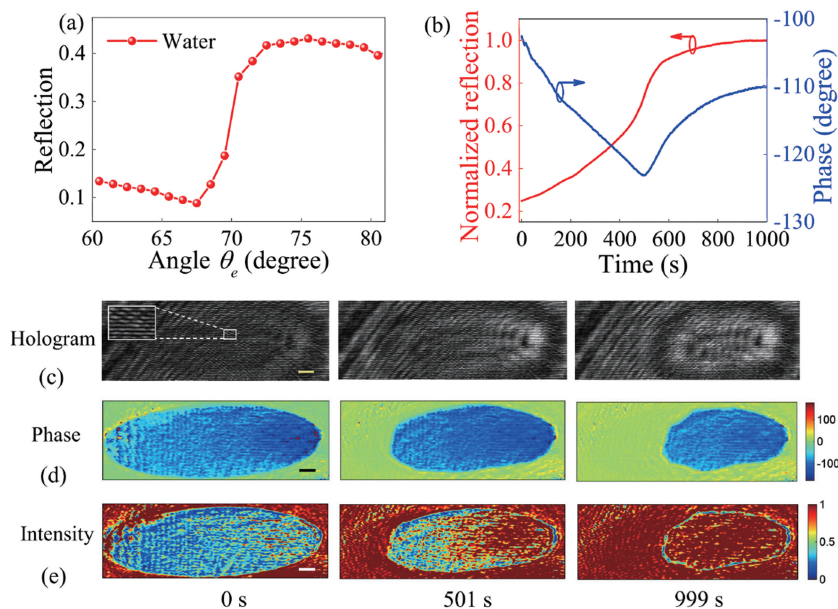 (a)
Water
Reflection
0.4
0.3
0.2
0.1
60
70
75
80
Angle θe (degree)
(b)
Normalized reflection
1.0
0.8
0.6
0.4
0.2
0
200
400
600
800
1000
Time (s)
-100
-110
-120
-130
Phase (degree)
Hologram
(c)
Phase
(d)
100
0
-100
Intensity
(e)
1
0.5
0
0 s
501 s
999 s